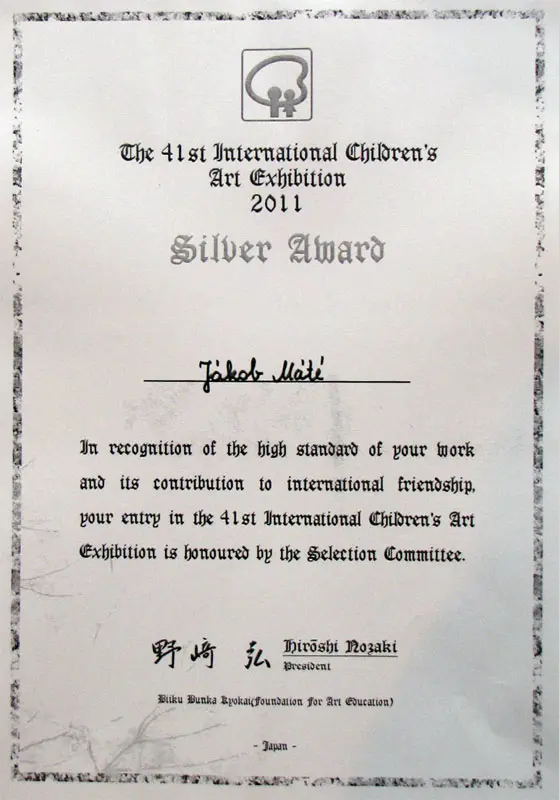 The 41st International Children's
Art Exhibition
2011
Silver Award
Jákob Máté
In recognition of the high standard of your work
and its contribution to international friendship,
your entry in the 41st International Children's Art
Exhibition is honoured by the Selection Committee.
野﨑 弘 Hirōshi Nozaki
President
Biiku Bunka Kyokai(Foundation For Art Education)
- Japan -